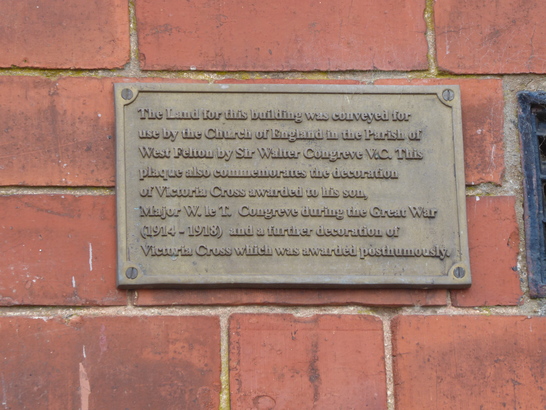 The Land for this building was conveyed for
use by the Church of England in the Parish of
West Felton by Sir Walter Congreve V.C. This
plaque also commemorates the decoration
of Victoria Cross awarded to his son,
Major W. le T. Congreve during the Great War
(1914 - 1918) and a further decoration of
Victoria Cross which was awarded posthumously.